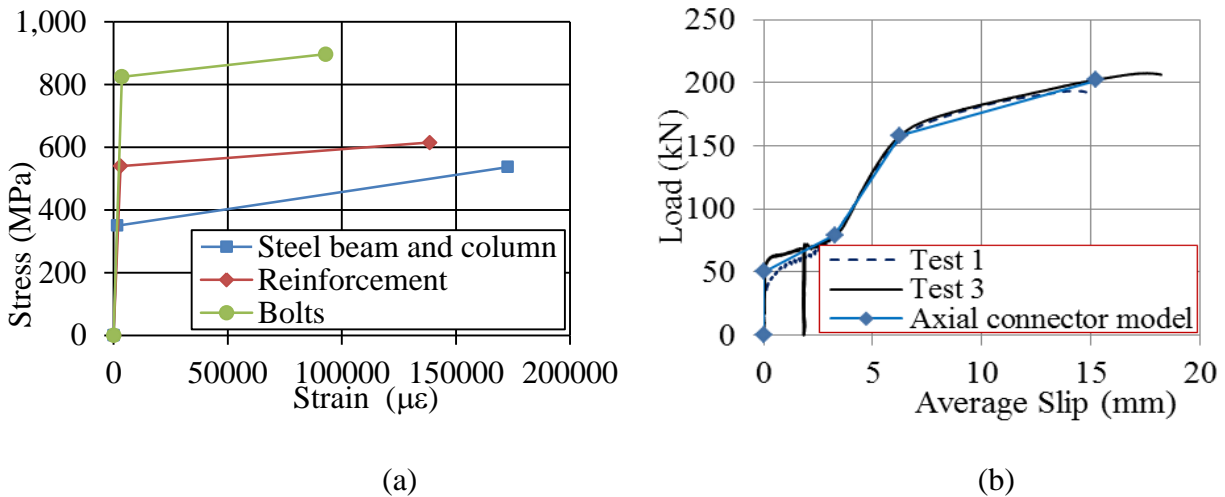 1,000
800
600
400
200
0
Stress (MPa)
Steel beam and column
Reinforcement
Bolts
0 50000 100000 150000 200000
Strain (με)
(a)
250
200
150
100
50
0
Load (kN)
Test 1
Test 3
Axial connector model
0 5 10 15 20
Average Slip (mm)
(b)